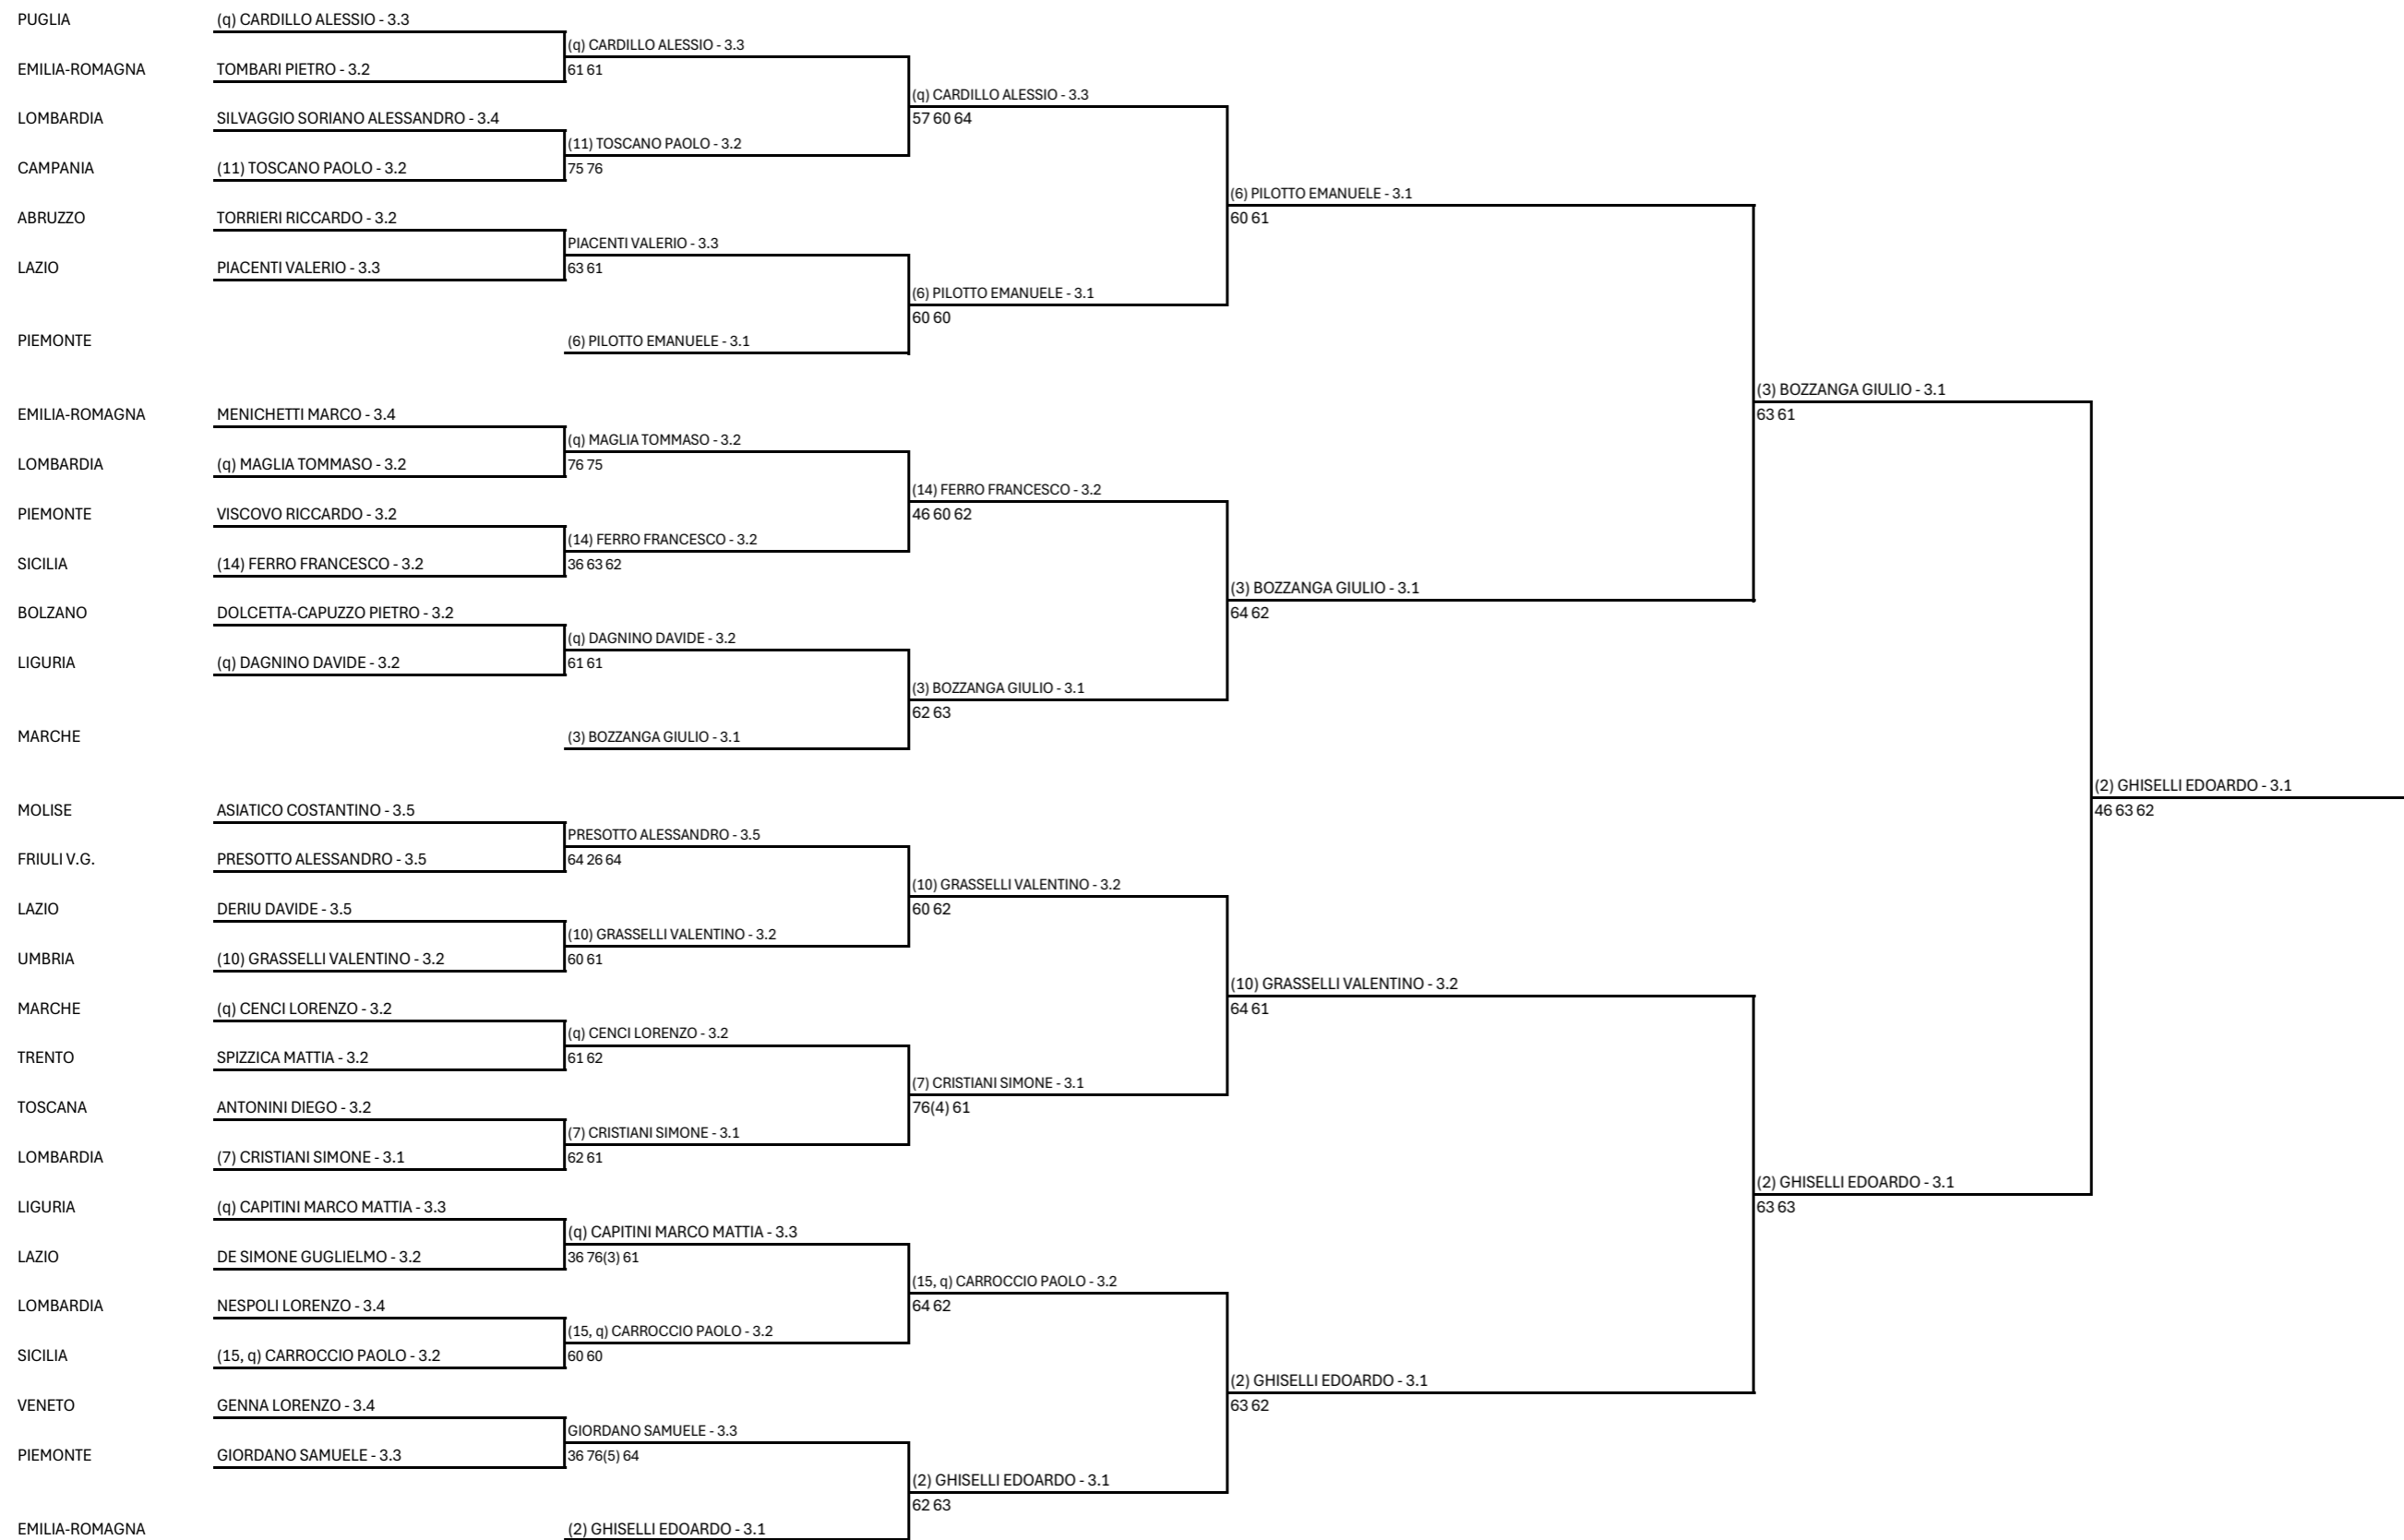 PUGLIA (q) CARDILLO ALESSIO - 3.3
(q) CARDILLO ALESSIO - 3.3
EMILIA-ROMAGNA TOMBARI PIETRO - 3.2 61 61
(q) CARDILLO ALESSIO - 3.3
LOMBARDIA SILVAGGIO SORIANO ALESSANDRO - 3.4 57 60 64
(11) TOSCANO PAOLO - 3.2
CAMPANIA (11) TOSCANO PAOLO - 3.2 75 76
(6) PILOTTO EMANUELE - 3.1
ABRUZZO TORRIERI RICCARDO - 3.2 60 61
PIACENTI VALERIO - 3.3
LAZIO PIACENTI VALERIO - 3.3 63 61
(6) PILOTTO EMANUELE - 3.1
60 60
PIEMONTE (6) PILOTTO EMANUELE - 3.1
(3) BOZZANGA GIULIO - 3.1
EMILIA-ROMAGNA MENICHETTI MARCO - 3.4 63 61
(q) MAGLIA TOMMASO - 3.2
LOMBARDIA (q) MAGLIA TOMMASO - 3.2 76 75
(14) FERRO FRANCESCO - 3.2
PIEMONTE VISCOVO RICCARDO - 3.2 46 60 62
(14) FERRO FRANCESCO - 3.2
SICILIA (14) FERRO FRANCESCO - 3.2 36 63 62
(3) BOZZANGA GIULIO - 3.1
BOLZANO DOLCETTA-CAPUZZO PIETRO - 3.2 64 62
(q) DAGNINO DAVIDE - 3.2
LIGURIA (q) DAGNINO DAVIDE - 3.2 61 61
(3) BOZZANGA GIULIO - 3.1
62 63
MARCHE (3) BOZZANGA GIULIO - 3.1
(2) GHISELLI EDOARDO - 3.1
MOLISE ASIATICO COSTANTINO - 3.5 46 63 62
PRESOTTO ALESSANDRO - 3.5
FRIULI V.G. PRESOTTO ALESSANDRO - 3.5 64 26 64
(10) GRASSELLI VALENTINO - 3.2
LAZIO DERIU DAVIDE - 3.5 60 62
(10) GRASSELLI VALENTINO - 3.2
UMBRIA (10) GRASSELLI VALENTINO - 3.2 60 61
(10) GRASSELLI VALENTINO - 3.2
MARCHE (q) CENCI LORENZO - 3.2 64 61
(q) CENCI LORENZO - 3.2
TRENTO SPIZZICA MATTIA - 3.2 61 62
(7) CRISTIANI SIMONE - 3.1
TOSCANA ANTONINI DIEGO - 3.2 76(4) 61
(7) CRISTIANI SIMONE - 3.1
LOMBARDIA (7) CRISTIANI SIMONE - 3.1 62 61
(2) GHISELLI EDOARDO - 3.1
LIGURIA (q) CAPITINI MARCO MATTIA - 3.3 63 63
(q) CAPITINI MARCO MATTIA - 3.3
LAZIO DE SIMONE GUGLIELMO - 3.2 36 76(3) 61
(15, q) CARROCCIO PAOLO - 3.2
LOMBARDIA NESPOLI LORENZO - 3.4 64 62
(15, q) CARROCCIO PAOLO - 3.2
SICILIA (15, q) CARROCCIO PAOLO - 3.2 60 60
(2) GHISELLI EDOARDO - 3.1
VENETO GENNA LORENZO - 3.4 63 62
GIORDANO SAMUELE - 3.3
PIEMONTE GIORDANO SAMUELE - 3.3 36 76(5) 64
(2) GHISELLI EDOARDO - 3.1
62 63
EMILIA-ROMAGNA (2) GHISELLI EDOARDO - 3.1